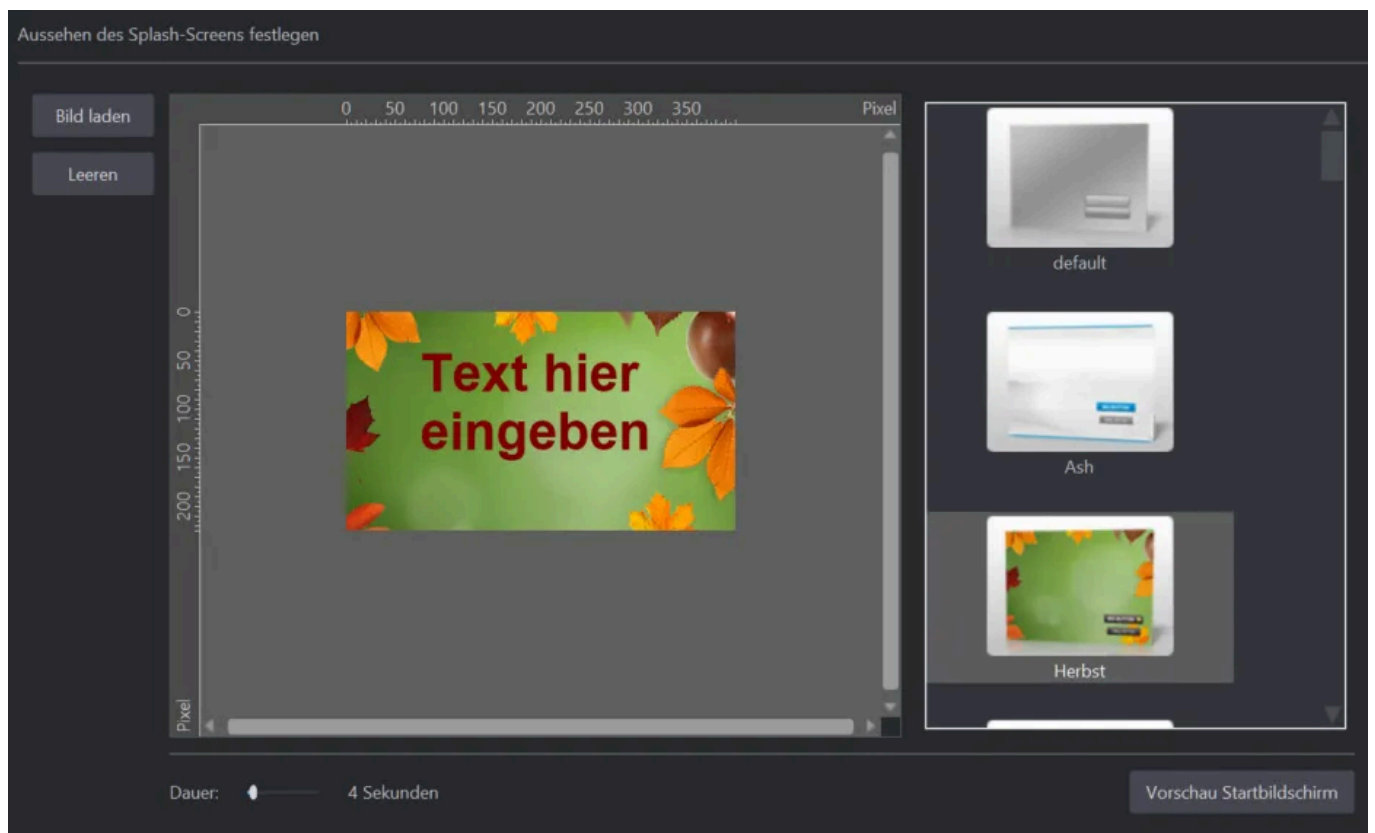 Aussehen des Splash-Screens festlegen
Bild laden
Leeren
0 50 100 150 200 250 300 350 Pixel
0
50
100
150
200
Pixel
Text hier
eingeben
default
Ash
Herbst
Dauer: 4 Sekunden
Vorschau Startbildschirm